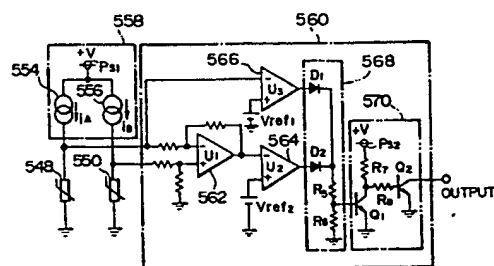 558
560
+V
PS1
554
556
iA
iB
548
550
566
U3
Vref1
D1
568
U1
562
U2
564
Vref2
D2
R5
R6
570
+V
PS2
R7
R8
Q1
Q2
OUTPUT